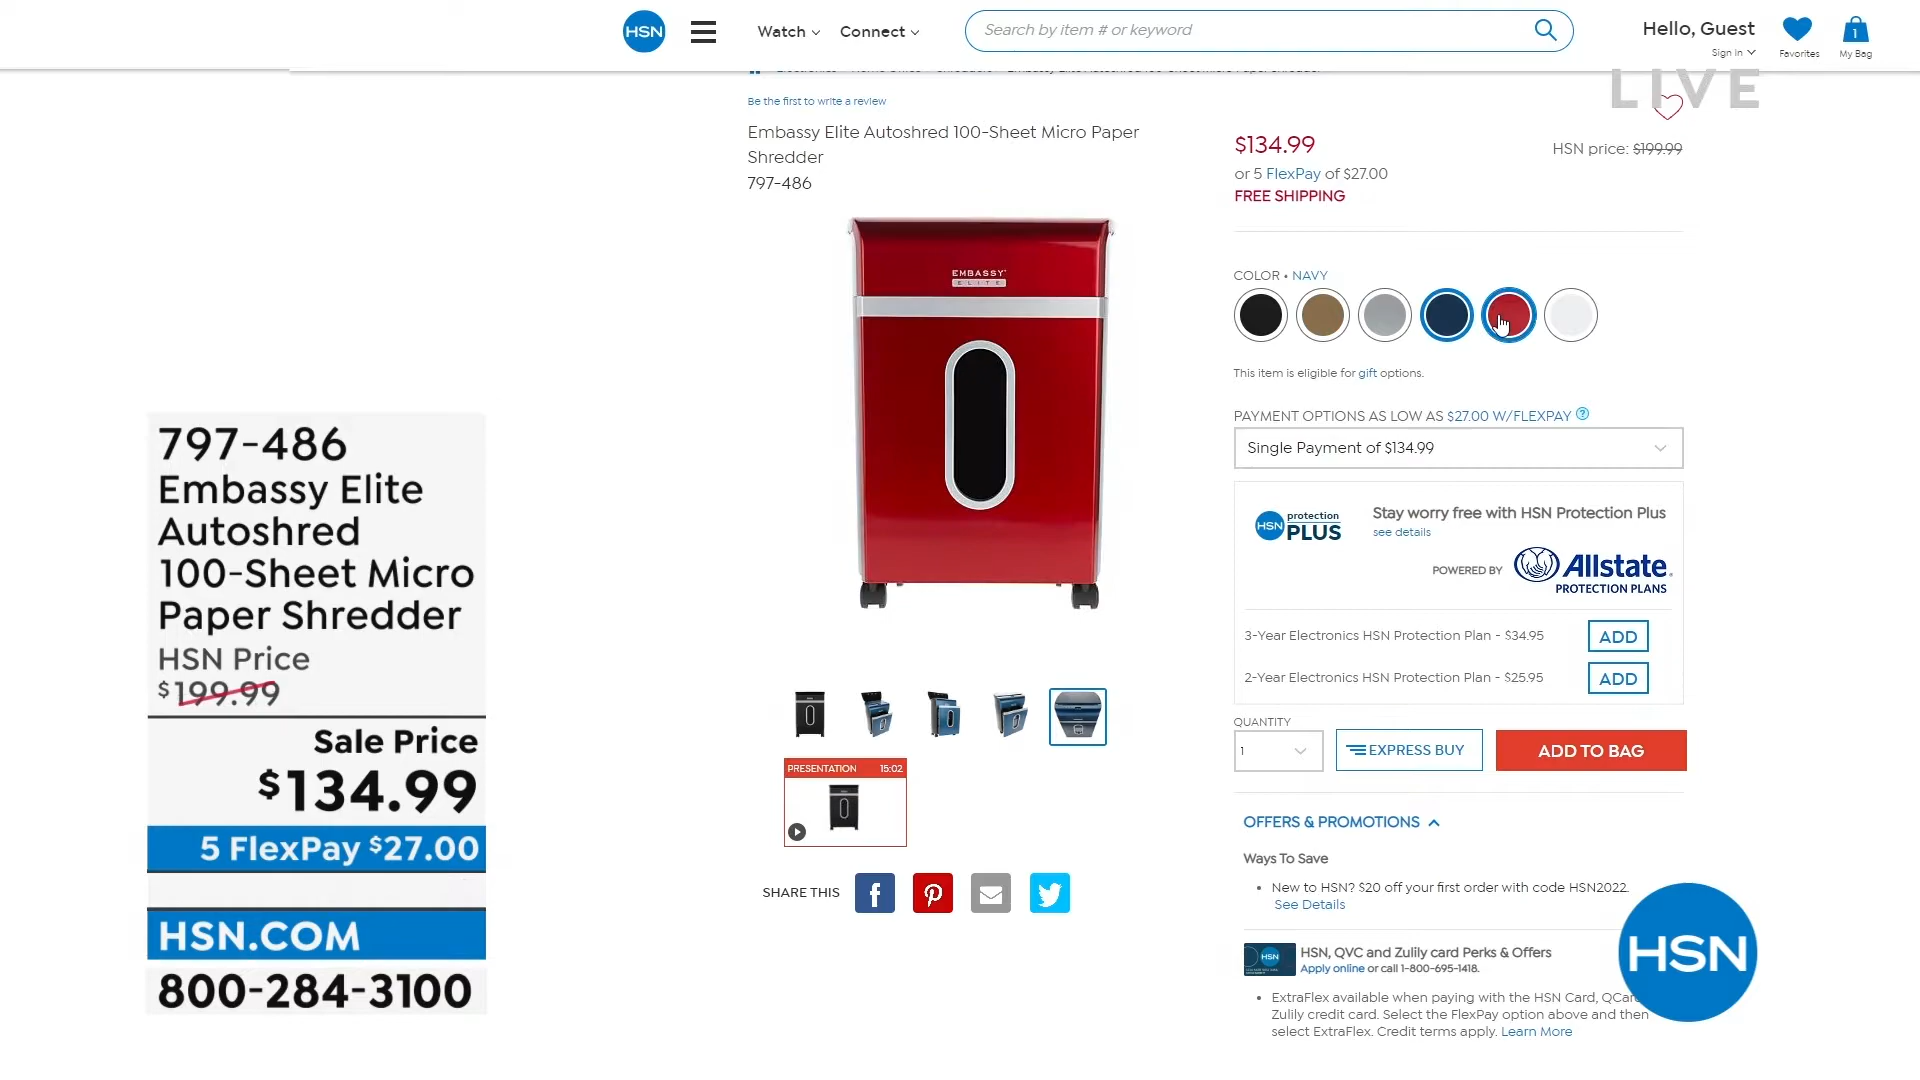 HSN
Watch
Connect
Search by item # or keyword
Hello, Guest
Sign In
Favorites
1
My Bag
LIVE
Be the first to write a review
Embassy Elite Autoshred 100-Sheet Micro Paper
Shredder
797-486
$134.99
HSN price: $199.99
or 5 FlexPay of $27.00
FREE SHIPPING
EMBASSY
ELITE
COLOR • NAVY
This item is eligible for gift options.
PAYMENT OPTIONS AS LOW AS $27.00 W/FLEXPAY ?
Single Payment of $134.99
HSN protection PLUS
Stay worry free with HSN Protection Plus
see details
POWERED BY
Allstate
PROTECTION PLANS
3-Year Electronics HSN Protection Plan - $34.95
ADD
2-Year Electronics HSN Protection Plan - $25.95
ADD
QUANTITY
1
EXPRESS BUY
ADD TO BAG
PRESENTATION 15:02
SHARE THIS
OFFERS & PROMOTIONS
Ways To Save
• New to HSN? $20 off your first order with code HSN2022.
See Details
HSN
HSN, QVC and Zulily card Perks & Offers
Apply online or call 1-800-695-1418.
• ExtraFlex available when paying with the HSN Card, QCar
Zulily credit card. Select the FlexPay option above and then
select ExtraFlex. Credit terms apply. Learn More
HSN
797-486
Embassy Elite
Autoshred
100-Sheet Micro
Paper Shredder
HSN Price
$199.99
Sale Price
$134.99
5 FlexPay $27.00
HSN.COM
800-284-3100